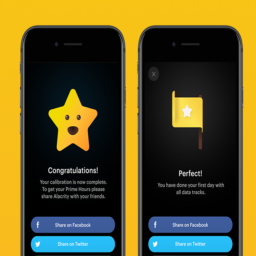 Congratulations!
Your calibration is now complete.
To get your Prime Hours please
share Alacrity with your friends.
Share on Facebook
Share on Twitter
Perfect!
You have done your first day with
all data tracks.
Share on Facebook
Share on Twitter